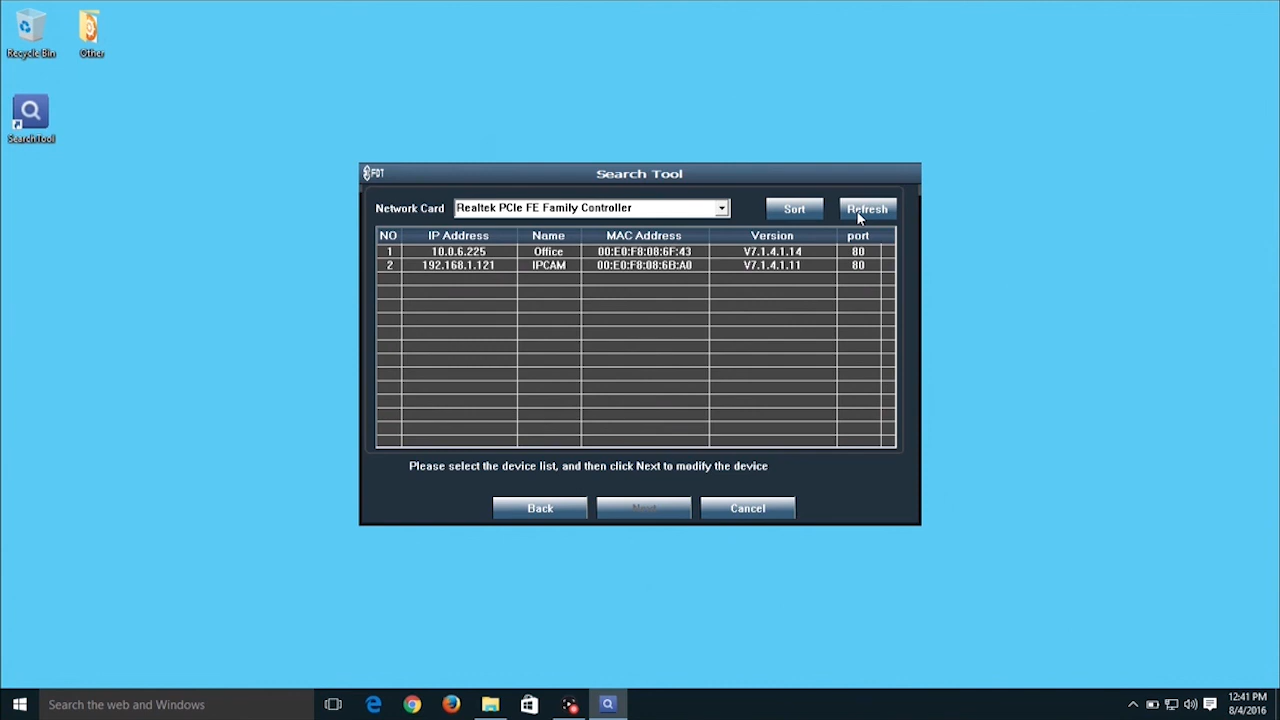 Recycle Bin
Other
SearchTool
FDT
Search Tool
Network Card
Realtek PCIe FE Family Controller
Sort
Refresh
NO IP Address Name MAC Address Version port
1 10.0.6.225 Office 00:E0:F8:08:6F:43 V7.1.4.1.14 80
2 192.168.1.121 IPCAM 00:E0:F8:08:6B:A0 V7.1.4.1.11 80
Please select the device list, and then click Next to modify the device
Back
Next
Cancel
Search the web and Windows
12:41 PM
8/4/2016